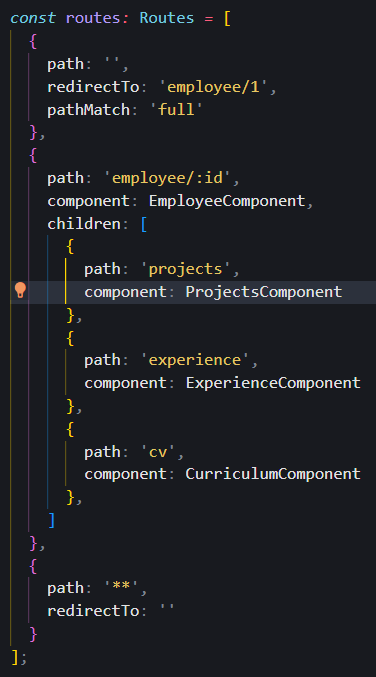 const routes: Routes = [
  {
    path: '',
    redirectTo: 'employee/1',
    pathMatch: 'full'
  },
  {
    path: 'employee/:id',
    component: EmployeeComponent,
    children: [
      {
        path: 'projects',
        component: ProjectsComponent
      },
      {
        path: 'experience',
        component: ExperienceComponent
      },
      {
        path: 'cv',
        component: CurriculumComponent
      },
    ]
  },
  {
    path: '**',
    redirectTo: ''
  }
];